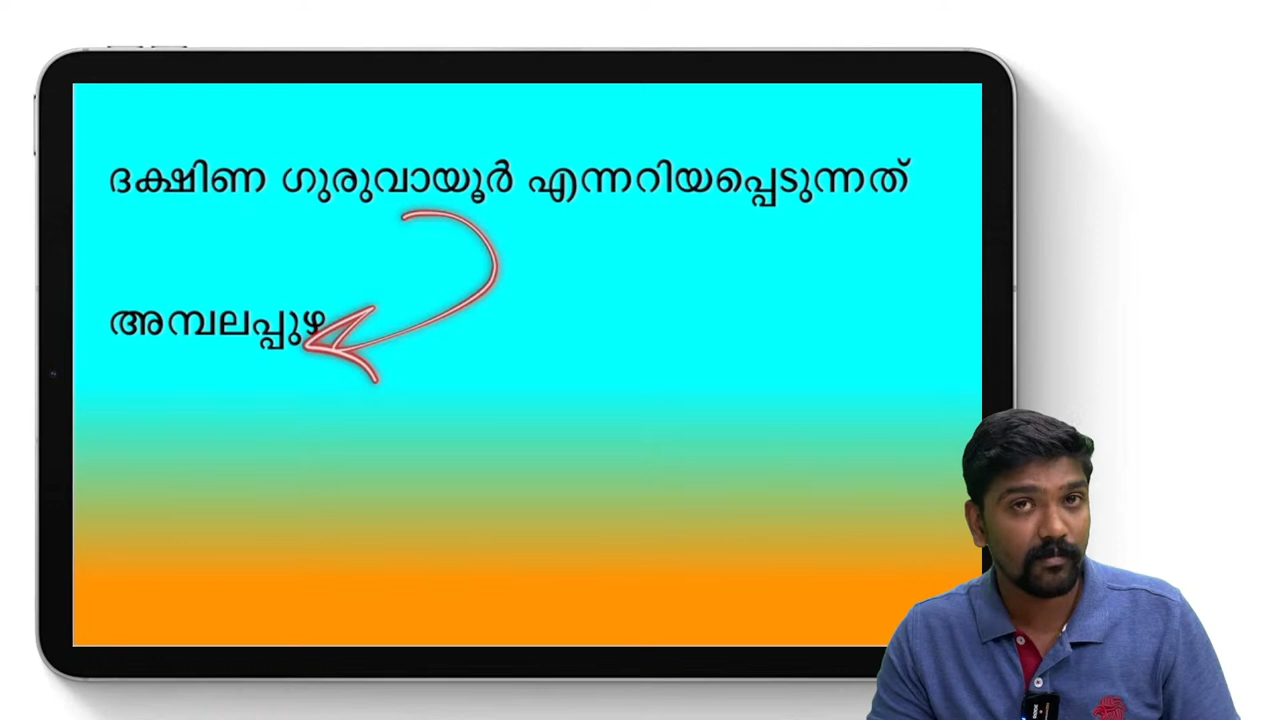 ദക്ഷിണ ഗുരുവായൂർ എന്നറിയപ്പെടുന്നത്
അമ്പലപ്പുഴ